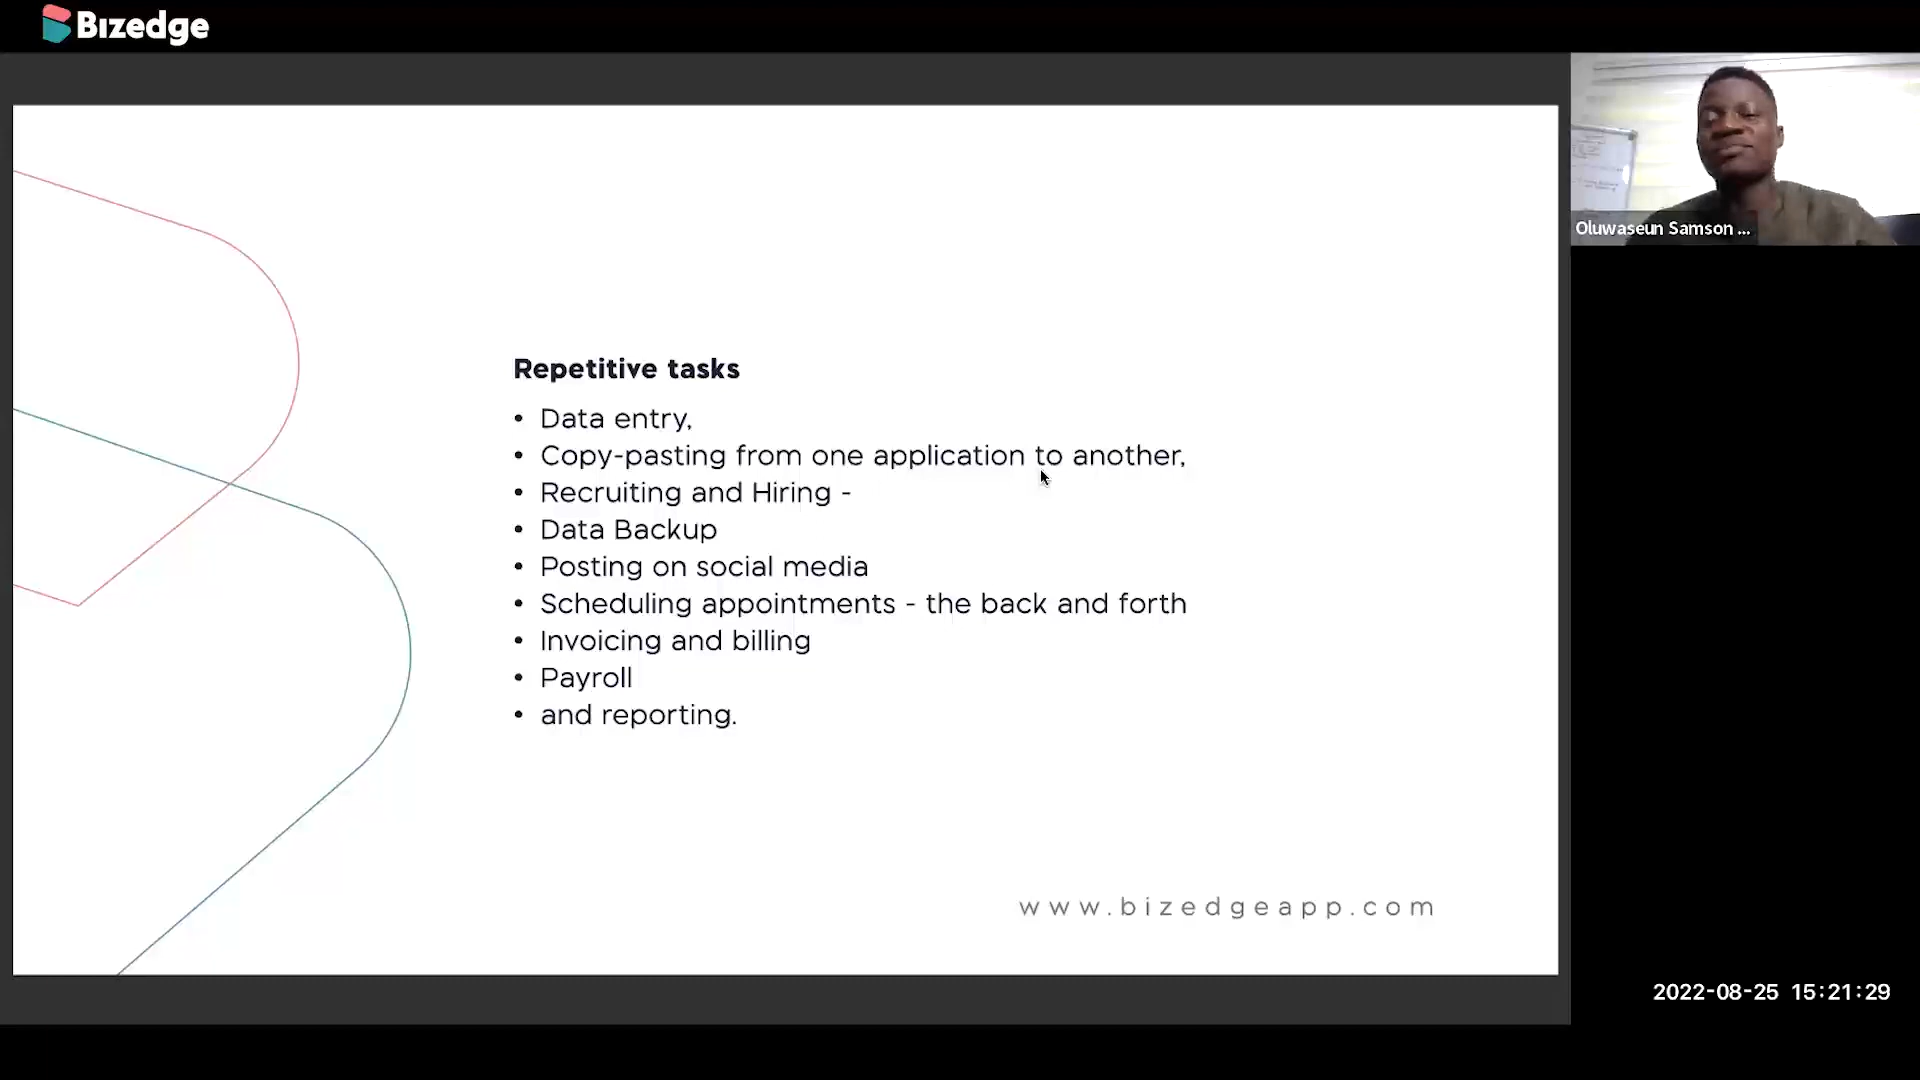 Bizedge
Repetitive tasks
• Data entry,
• Copy-pasting from one application to another,
• Recruiting and Hiring -
• Data Backup
• Posting on social media
• Scheduling appointments - the back and forth
• Invoicing and billing
• Payroll
• and reporting.
www.bizedgeapp.com
Oluwaseun Samson ...
2022-08-25 15:21:29